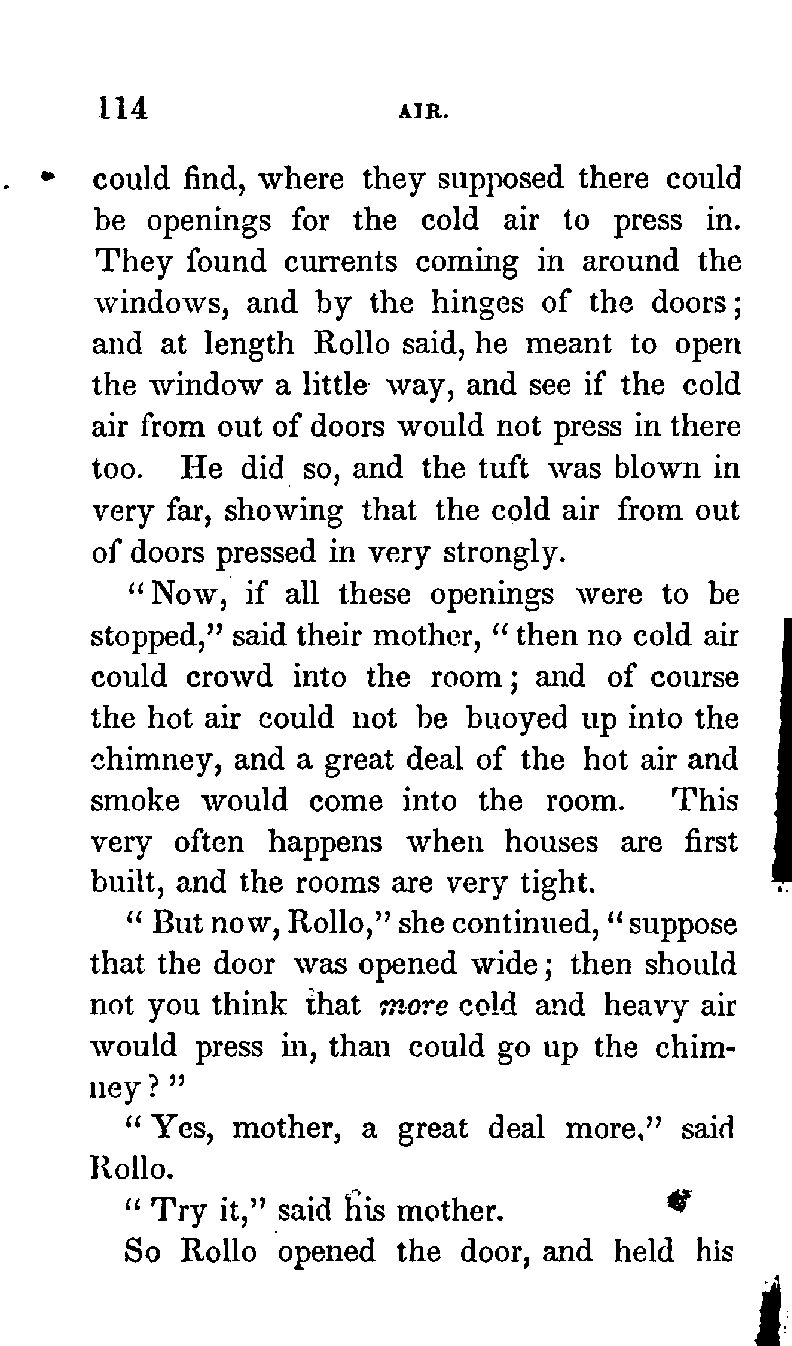 114 AIR.
could find, where they supposed there could
be openings for the cold air to press in.
They found currents coming in around the
windows, and by the hinges of the doors;
and at length Rollo said, he meant to open
the window a little way, and see if the cold
air from out of doors would not press in there
too. He did so, and the tuft was blown in
very far, showing that the cold air from out
of doors pressed in very strongly.
"Now, if all these openings were to be
stopped," said their mother, "then no cold air
could crowd into the room; and of course
the hot air could not be buoyed up into the
chimney, and a great deal of the hot air and
smoke would come into the room. This
very often happens when houses are first
built, and the rooms are very tight.
"But now, Rollo," she continued, "suppose
that the door was opened wide; then should
not you think that more cold and heavy air
would press in, than could go up the chim-
ney?"
"Yes, mother, a great deal more," said
Rollo.
"Try it," said his mother.
So Rollo opened the door, and held his